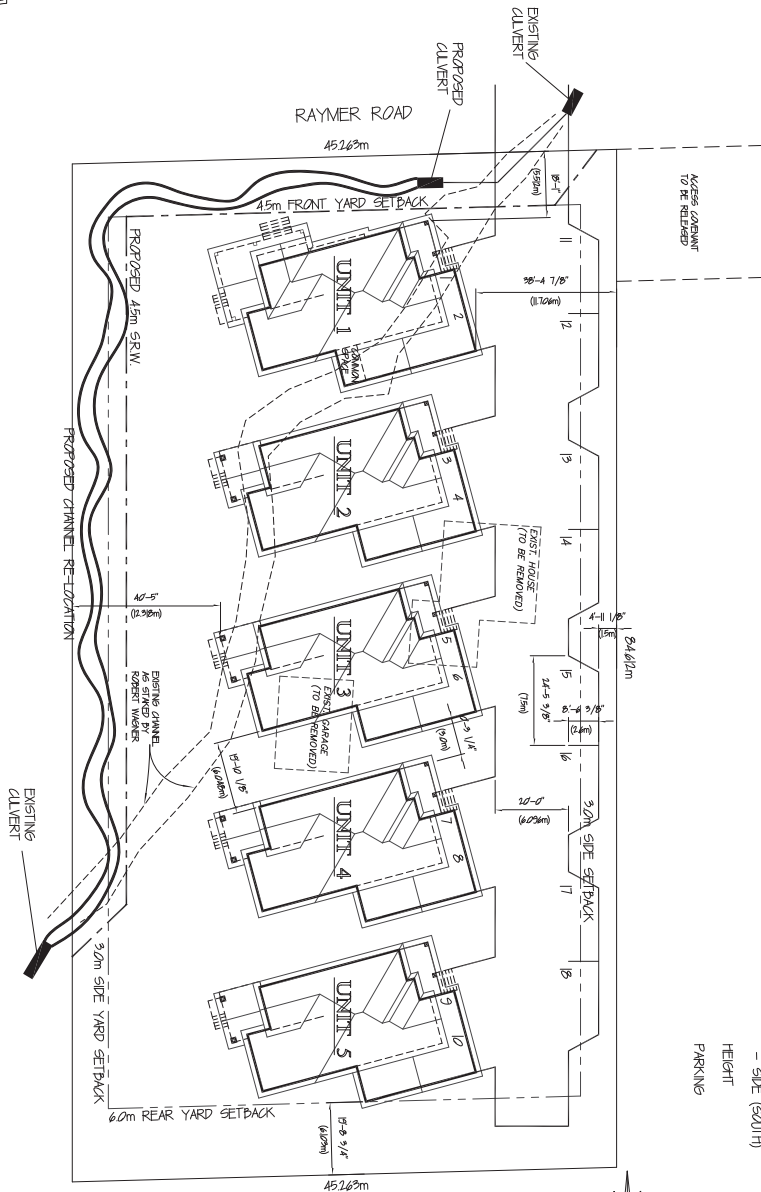 EXISTING
CULVERT
PROPOSED
CULVERT
RAYMER ROAD
45.263m
ACCESS COVENANT
TO BE RELEASED
18'-1"
4.5m FRONT YARD SETBACK
PROPOSED 4.5m S.R.W.
38'-4 7/8"
(11.706m)
11
12
13
14
15
16
17
18
UNIT 1
2
COMMON
SPACE
UNIT 2
3
4
EXIST. HOUSE
(TO BE REMOVED)
PROPOSED CHANNEL RE-LOCATION
40'-5"
(12.318m)
4'-11 1/8"
(1.5m)
84.612m
UNIT 3
5
6
EXIST. GARAGE
(TO BE REMOVED)
24'-5 3/8"
(7.5m)
8'-6 3/8"
(2.6m)
(3.0m)
EXISTING CHANNEL
AS STAKED BY
ROBERT WAGNER
19'-10 1/8"
(6.048m)
20'-0"
(6.096m)
3.0m SIDE SETBACK
UNIT 4
7
8
EXISTING
CULVERT
UNIT 5
9
10
3.0m SIDE YARD SETBACK
6.0m REAR YARD SETBACK
19'-8 3/4"
45.263m
- SIDE (SOUTH)
HEIGHT
PARKING